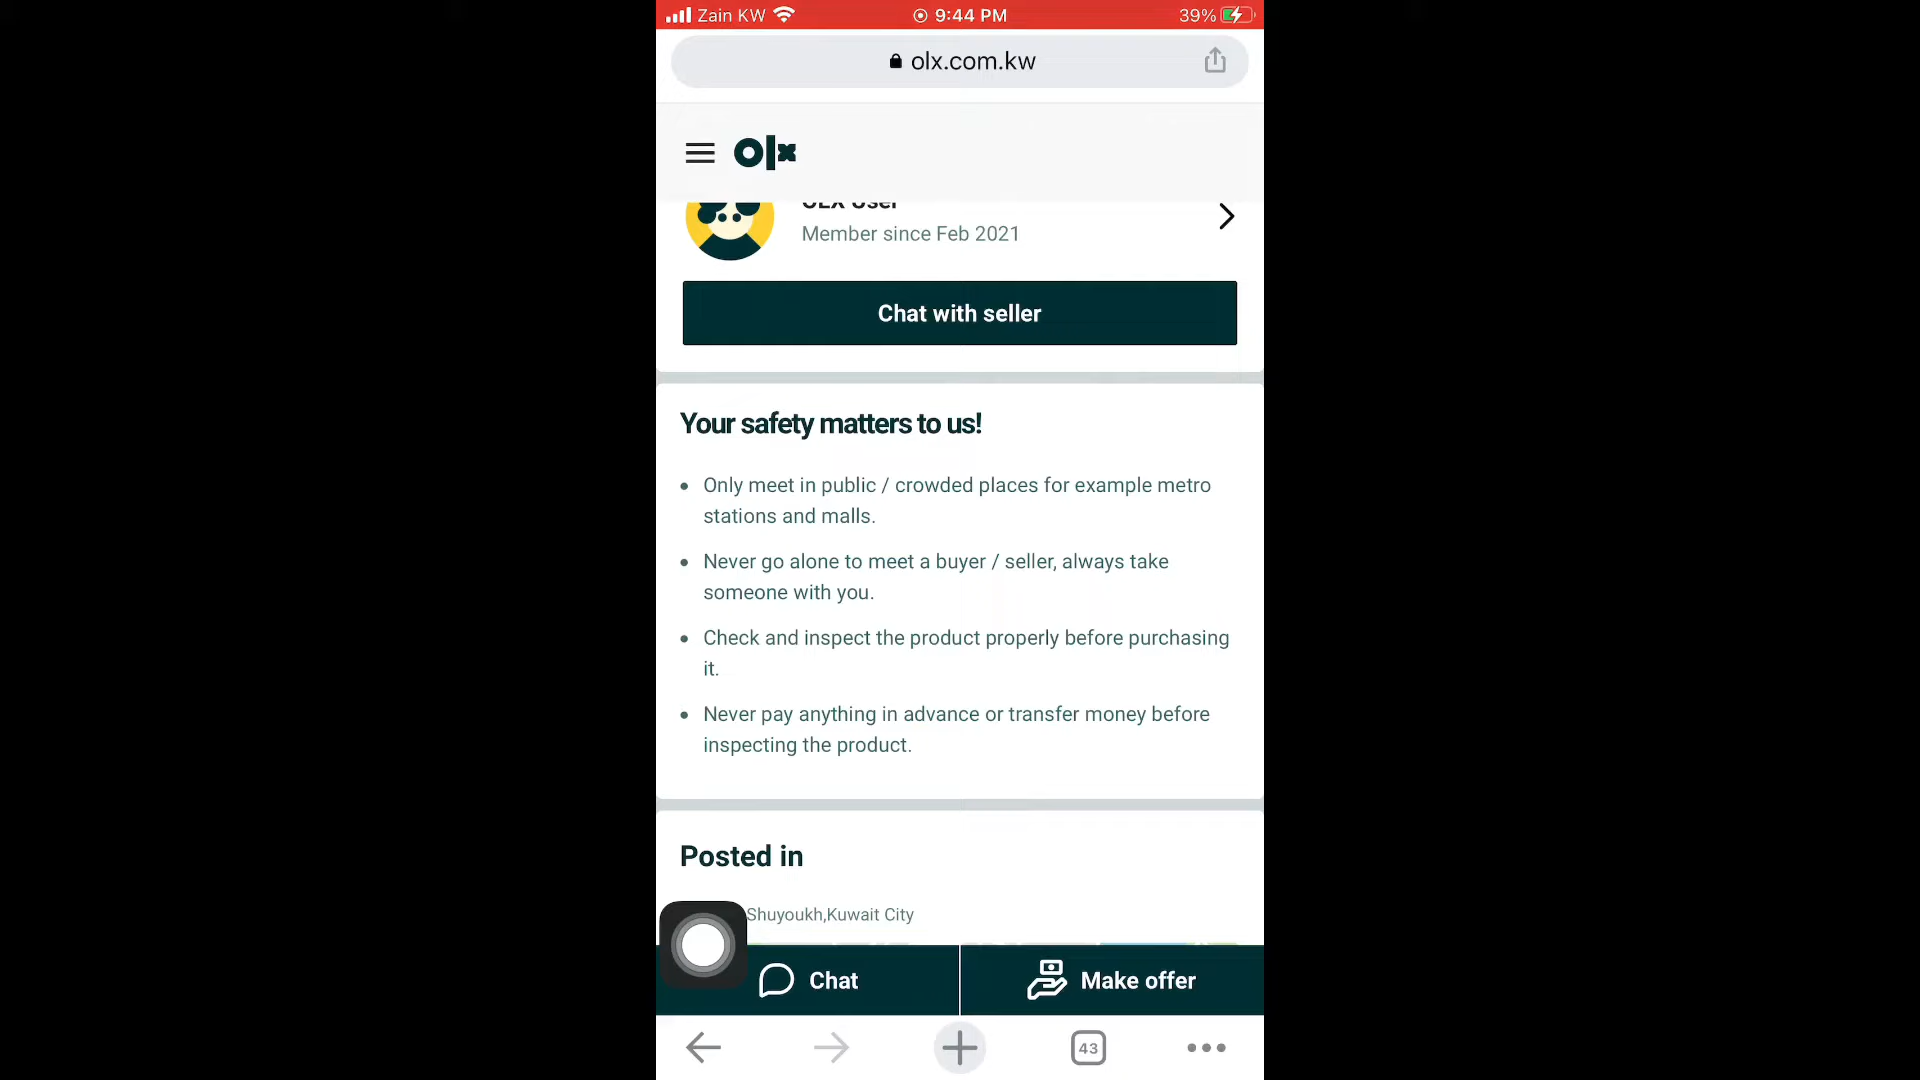 Zain KW 9:44 PM 39%
olx.com.kw
olx
OLX User
Member since Feb 2021
Chat with seller
Your safety matters to us!
Only meet in public / crowded places for example metro
stations and malls.
Never go alone to meet a buyer / seller, always take
someone with you.
Check and inspect the product properly before purchasing
it.
Never pay anything in advance or transfer money before
inspecting the product.
Posted in
Shuyoukh,Kuwait City
Chat Make offer
43